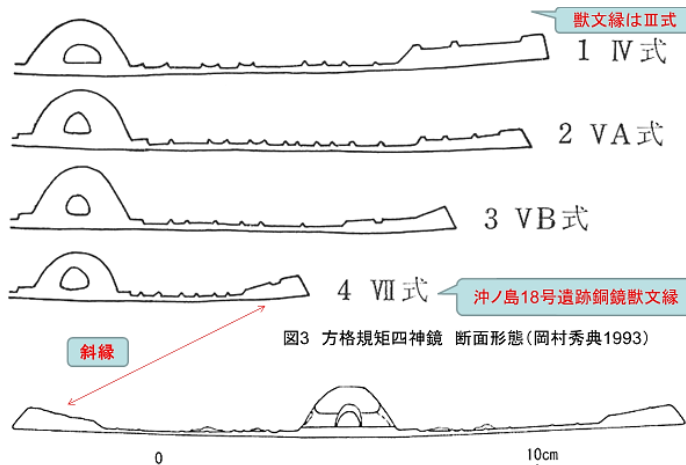 獣文縁はⅢ式
1 Ⅳ式
2 ⅤA式
3 ⅤB式
4 Ⅶ式
沖ノ島18号遺跡銅鏡獣文縁
図3 方格規矩四神鏡 断面形態(岡村秀典1993)
斜縁
0 10cm